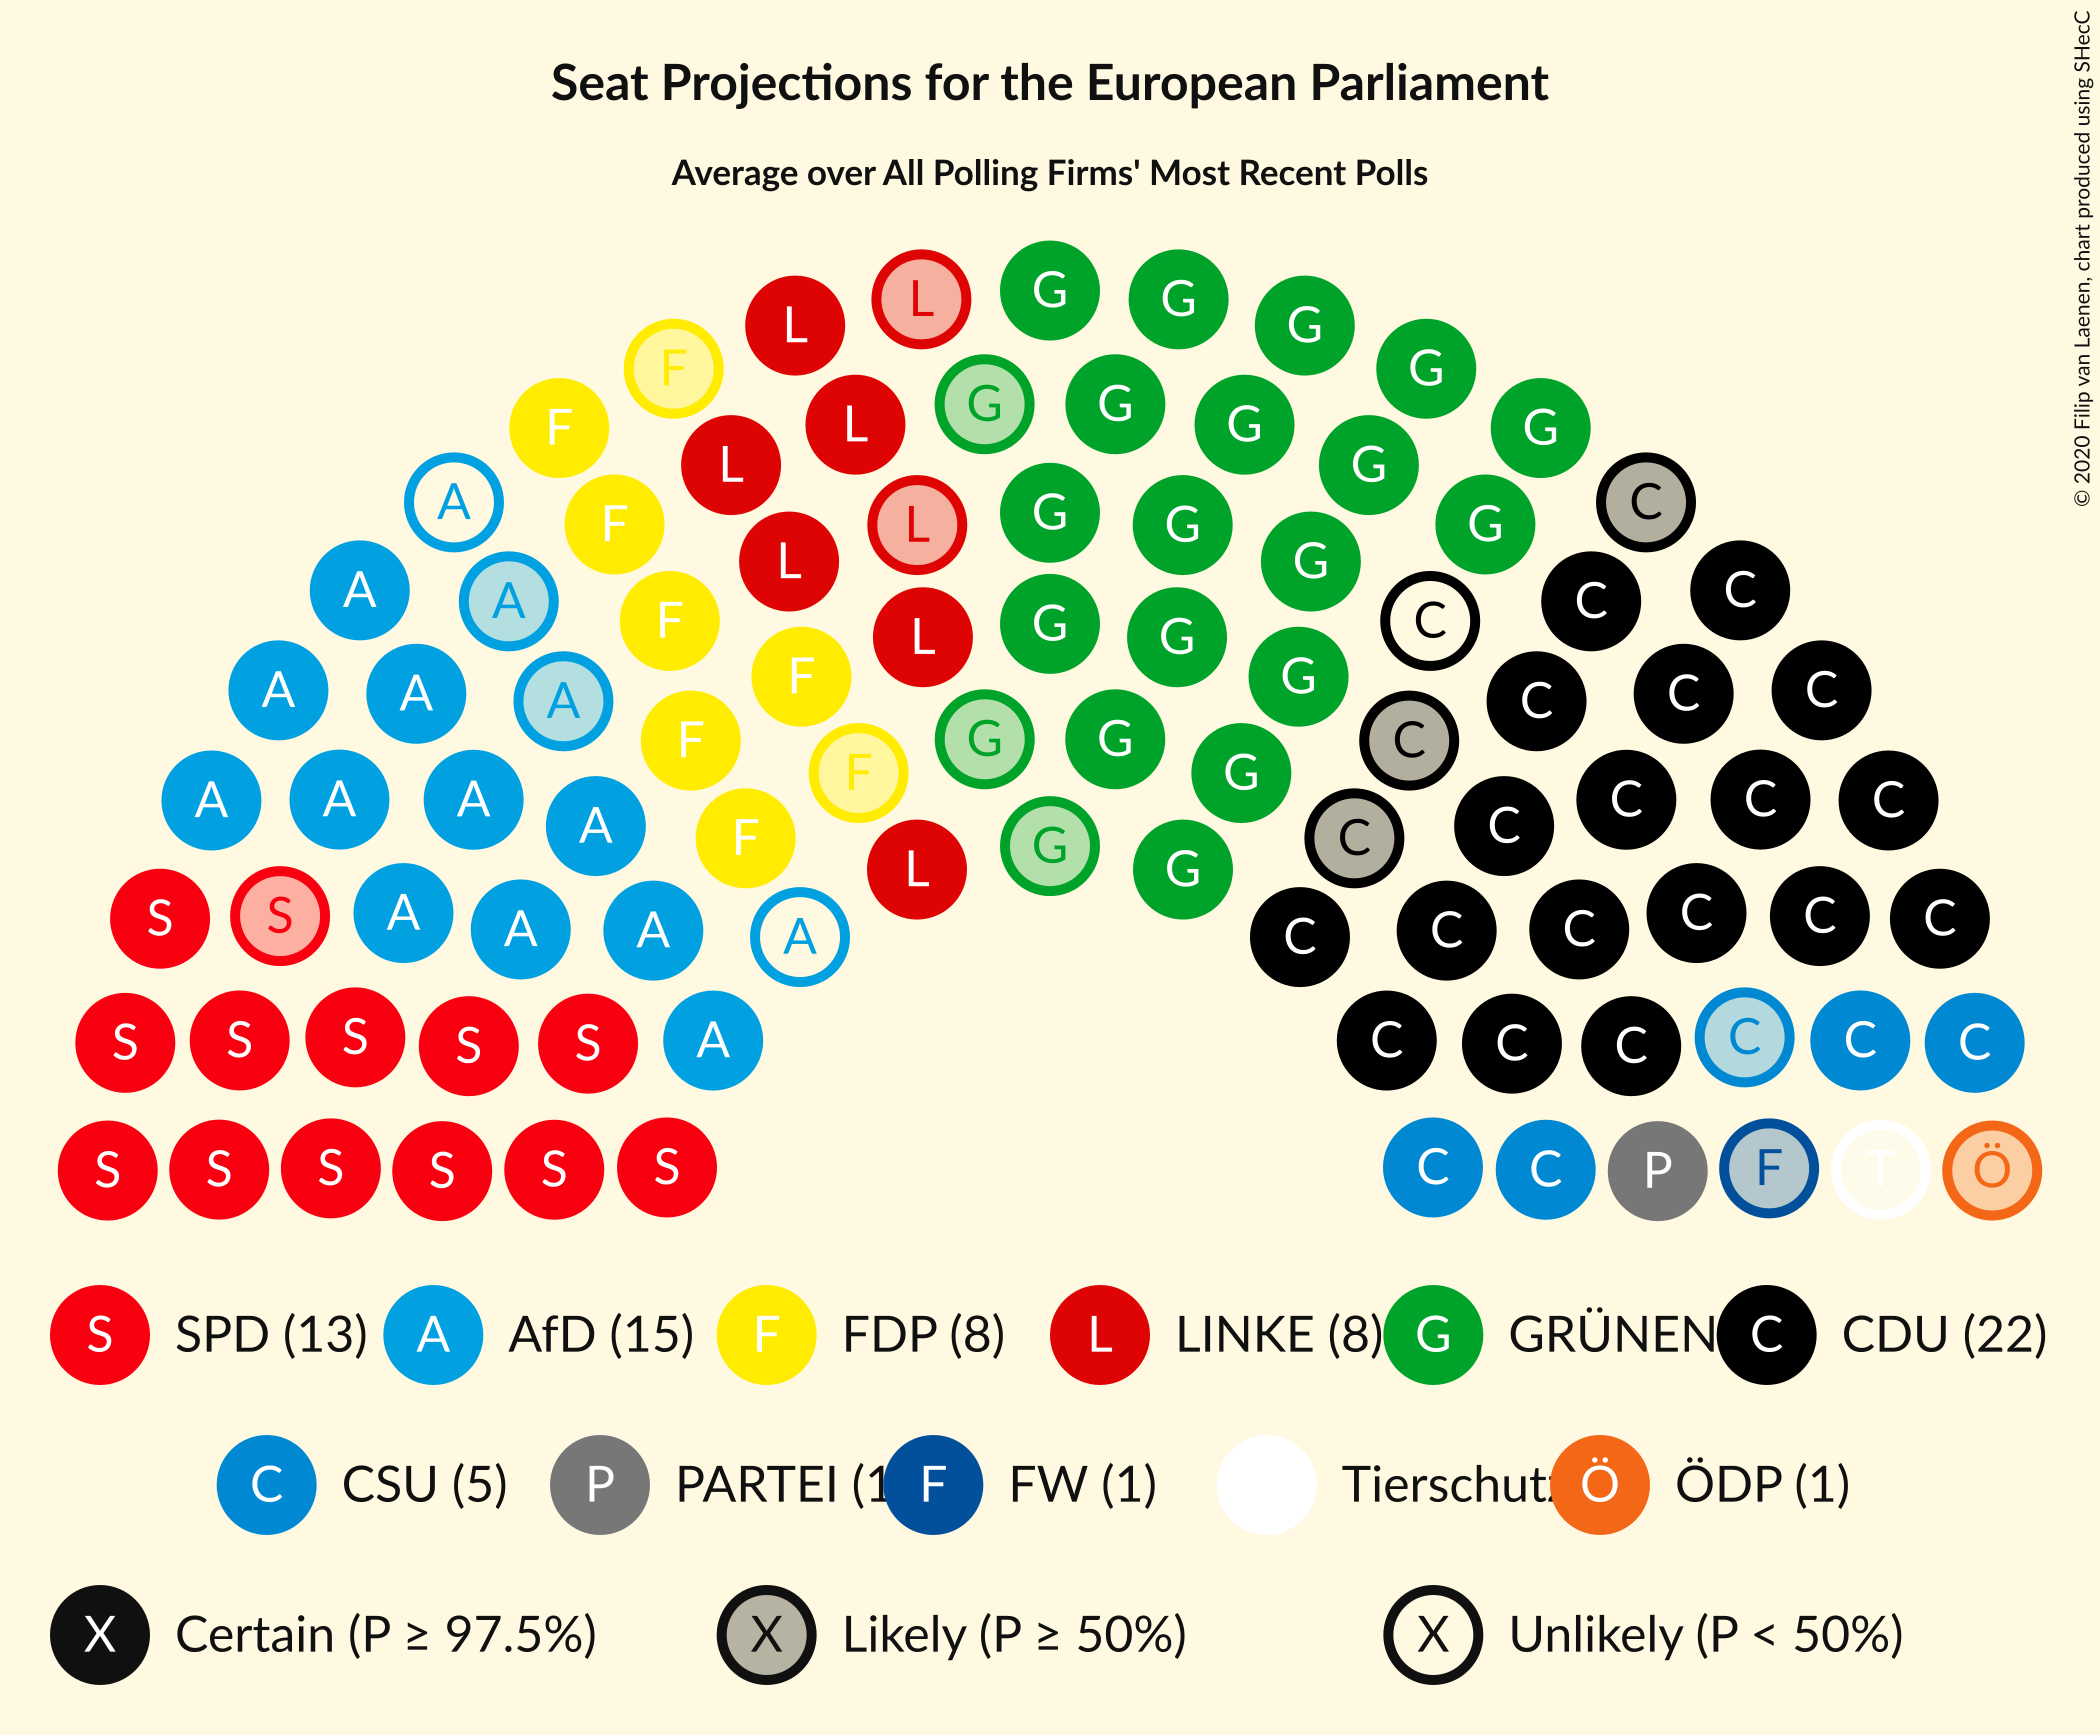 Seat Projections for the European Parliament
Average over All Polling Firms' Most Recent Polls
© 2020 Filip van Laenen, chart produced using SHecC
L G G G
L G
F G G G G
F L G G
A L G C
F L G G
L G G
A A F G C C C
F L G G
A A A F F G G C C C C
F G G G C
A A A A F F G C C C C C
F L G G C
S S A A A A L G C C C C C C C
S S S S S A C C C C C C
S S S S S S C C P F T Ö
S SPD (13) A AfD (15) F FDP (8) L LINKE (8) G GRÜNEN C CDU (22)
C CSU (5) P PARTEI (1 F FW (1) Tierschutz Ö ÖDP (1)
X Certain (P ≥ 97.5%) X Likely (P ≥ 50%) X Unlikely (P < 50%)